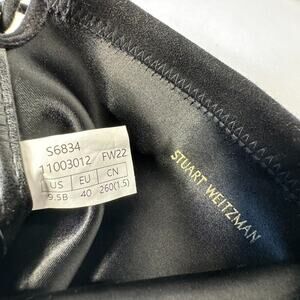 S6834
11003012 / FW22
US EU CN
9.5B 40 260(1.5)
STUART WEITZMAN